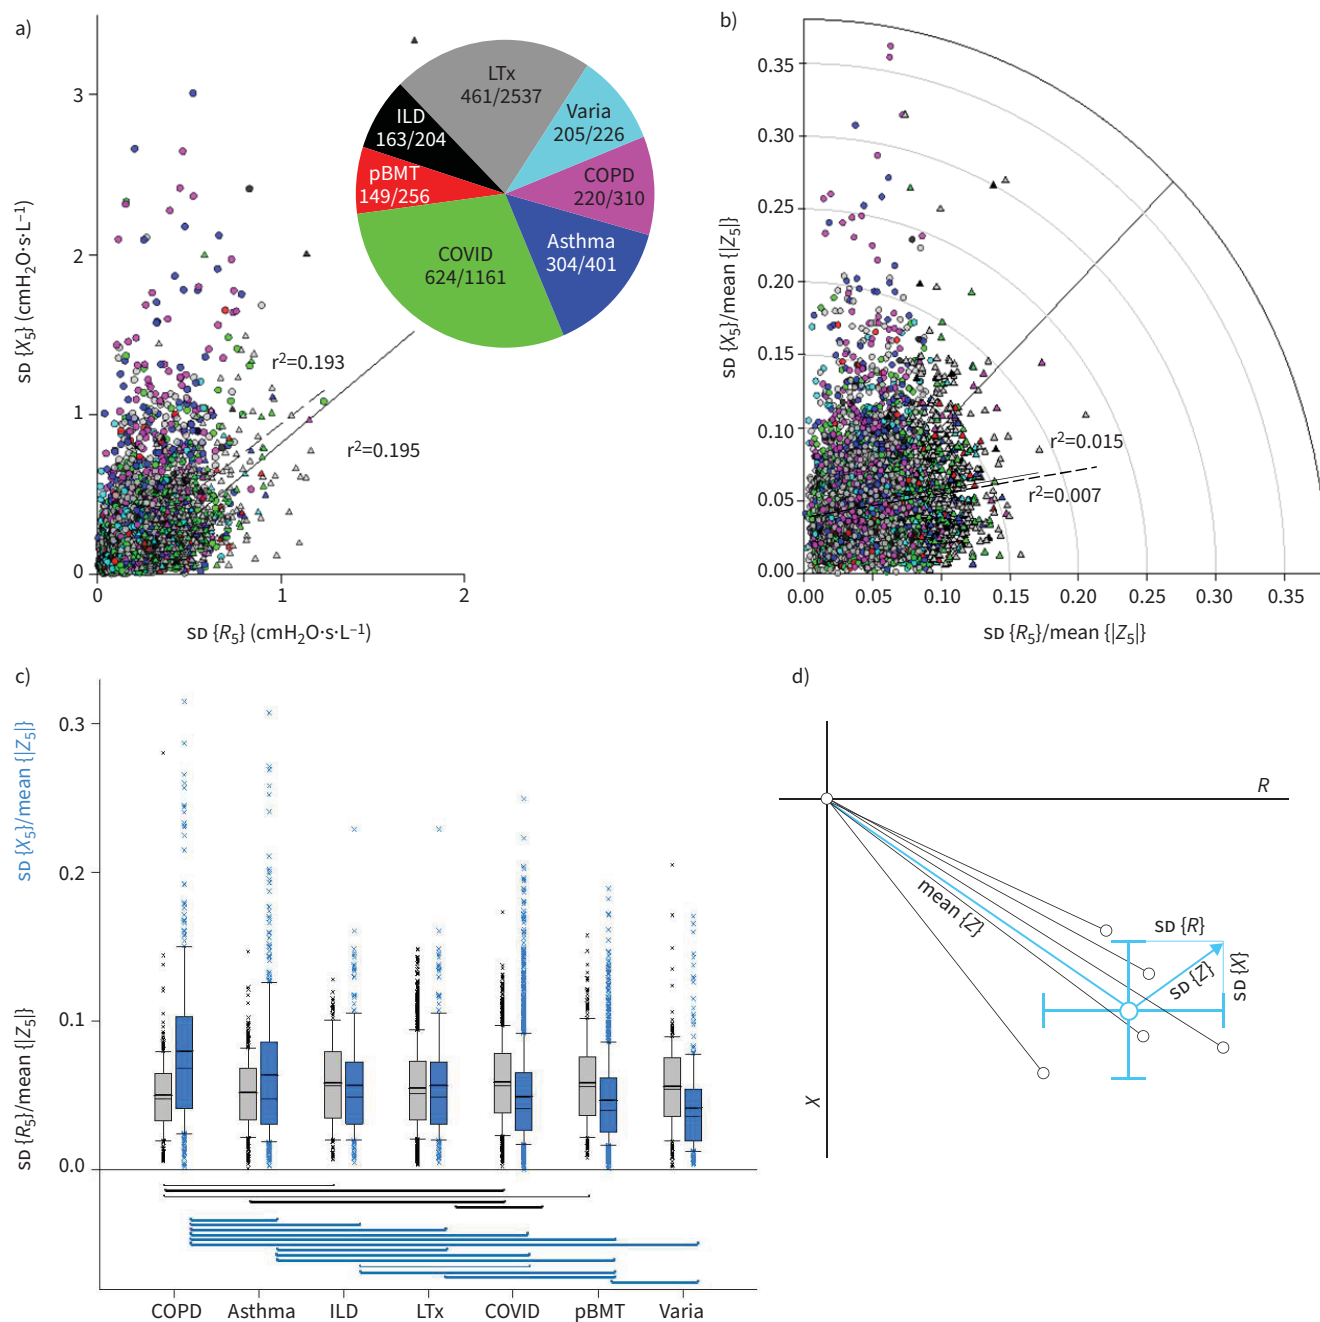 a)
3
2
1
0
0
1
2
SD {X5} (cmH2O·s·L–1)
SD {R5} (cmH2O·s·L–1)
r2=0.193
r2=0.195
LTx
461/2537
Varia
205/226
COPD
220/310
Asthma
304/401
COVID
624/1161
pBMT
149/256
ILD
163/204
b)
0.35
0.30
0.25
0.20
0.15
0.10
0.05
0.00
0.00
0.05
0.10
0.15
0.20
0.25
0.30
0.35
SD {X5}/mean {|Z5|}
SD {R5}/mean {|Z5|}
r2=0.015
r2=0.007
c)
0.3
0.2
0.1
0.0
SD {X5}/mean {|Z5|}
SD {R5}/mean {|Z5|}
COPD
Asthma
ILD
LTx
COVID
pBMT
Varia
d)
R
X
mean {Z}
SD {R}
SD {Z}
SD {X}